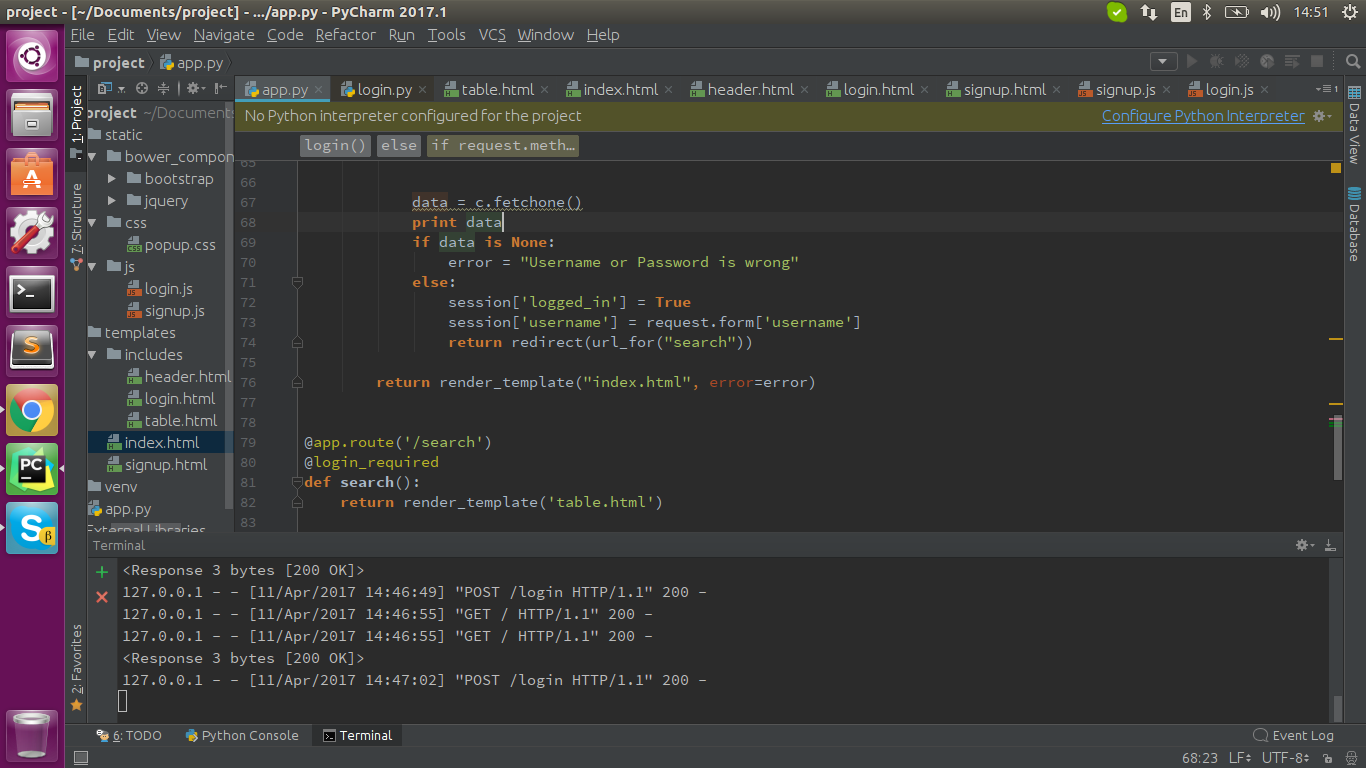 project - [~/Documents/project] - .../app.py - PyCharm 2017.1
En
14:51
File Edit View Navigate Code Refactor Run Tools VCS Window Help
project app.py
app.py login.py table.html index.html header.html login.html signup.html signup.js login.js
1
1: Project
7: Structure
2: Favorites
project ~/Document
static
bower_compon
bootstrap
jquery
css
popup.css
js
login.js
signup.js
templates
includes
header.html
login.html
table.html
index.html
signup.html
venv
app.py
External Libraries
No Python interpreter configured for the project Configure Python Interpreter
login() else if request.meth…
65
66
67 data = c.fetchone()
68 print data
69 if data is None:
70 error = "Username or Password is wrong"
71 else:
72 session['logged_in'] = True
73 session['username'] = request.form['username']
74 return redirect(url_for("search"))
75
76 return render_template("index.html", error=error)
77
78
79 @app.route('/search')
80 @login_required
81 def search():
82 return render_template('table.html')
83
Data View
Database
Terminal
<Response 3 bytes [200 OK]>
127.0.0.1 - - [11/Apr/2017 14:46:49] "POST /login HTTP/1.1" 200 -
127.0.0.1 - - [11/Apr/2017 14:46:55] "GET / HTTP/1.1" 200 -
127.0.0.1 - - [11/Apr/2017 14:46:55] "GET / HTTP/1.1" 200 -
<Response 3 bytes [200 OK]>
127.0.0.1 - - [11/Apr/2017 14:47:02] "POST /login HTTP/1.1" 200 -
6: TODO Python Console Terminal Event Log
68:23 LF UTF-8
PC
S
β